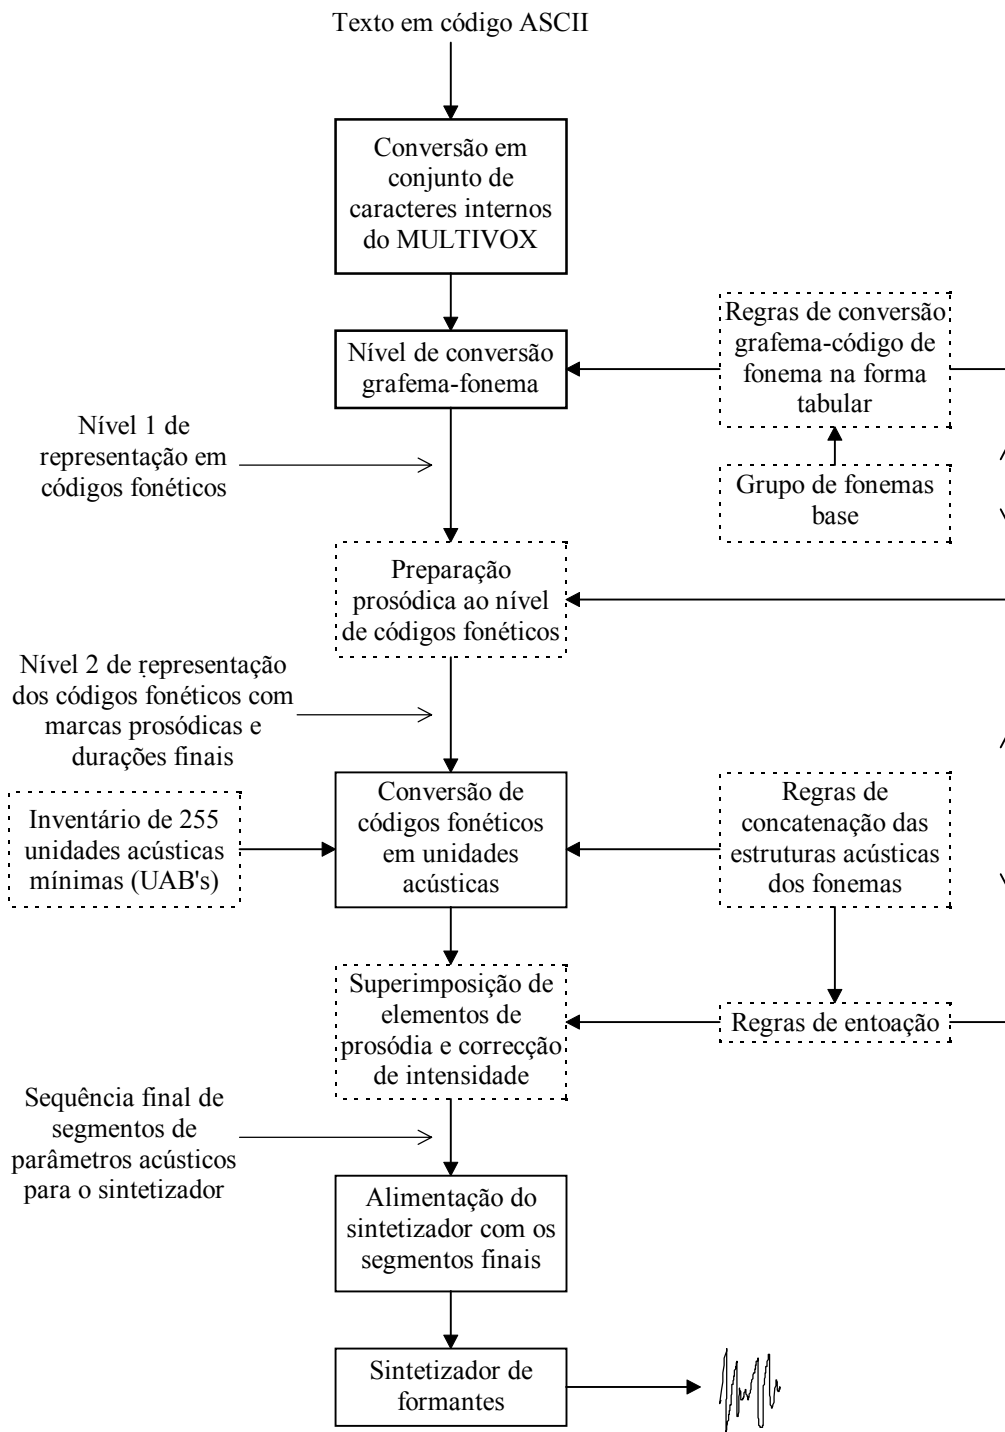 Texto em código ASCII
Conversão em
conjunto de
caracteres internos
do MULTIVOX
Regras de conversão
grafema-código de
fonema na forma
tabular
Nível de conversão
grafema-fonema
Nível 1 de
representação em
códigos fonéticos
Grupo de fonemas
base
Preparação
prosódica ao nível
de códigos fonéticos
Nível 2 de representação
dos códigos fonéticos com
marcas prosódicas e
durações finais
Inventário de 255
unidades acústicas
mínimas (UAB's)
Conversão de
códigos fonéticos
em unidades
acústicas
Regras de
concatenação das
estruturas acústicas
dos fonemas
Superimposição de
elementos de
prosódia e correcção
de intensidade
Regras de entoação
Sequência final de
segmentos de
parâmetros acústicos
para o sintetizador
Alimentação do
sintetizador com os
segmentos finais
Sintetizador de
formantes